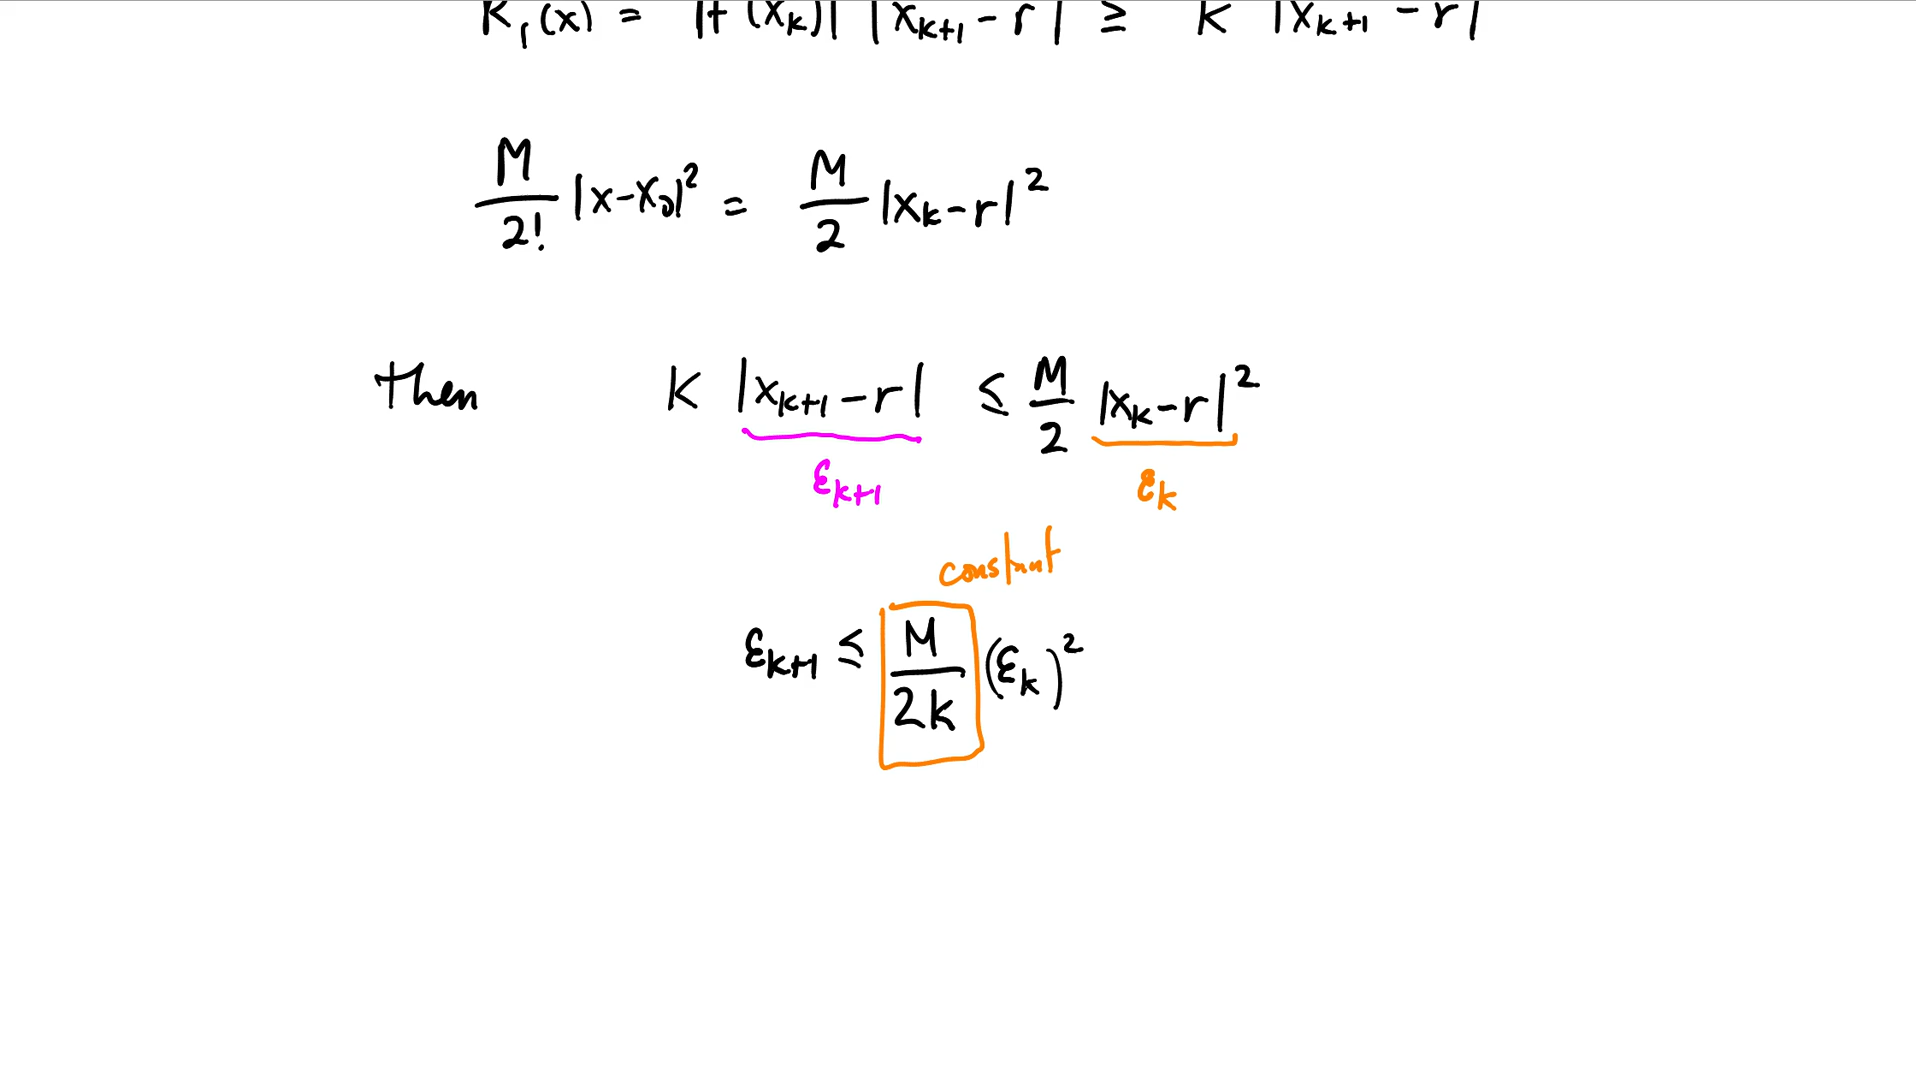 R₁(x) = |f'(xₖ)| |xₖ₊₁ - r| ≥ K |xₖ₊₁ - r|
M/2! |x-x₀|² = M/2 |xₖ-r|²
then K |xₖ₊₁-r| ≤ M/2 |xₖ-r|²
εₖ₊₁ εₖ
constant
εₖ₊₁ ≤ M/2k (εₖ)²